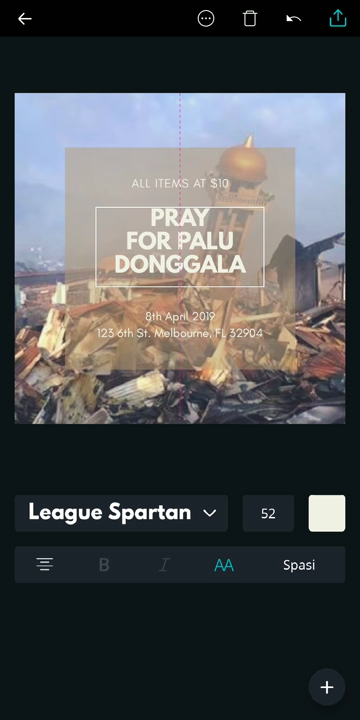 ALL ITEMS AT $10
PRAY
FOR PALU
DONGGALA
8th April 2019
123 6th St. Melbourne, FL 32904
League Spartan
52
B
I
AA
Spasi